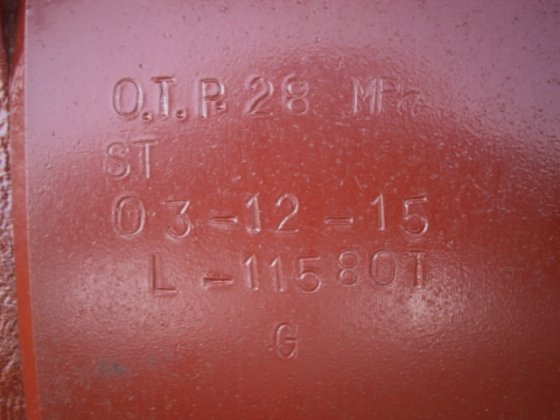 O.T.P. 28 MPa
ST
03-12-15
L-11580T
G